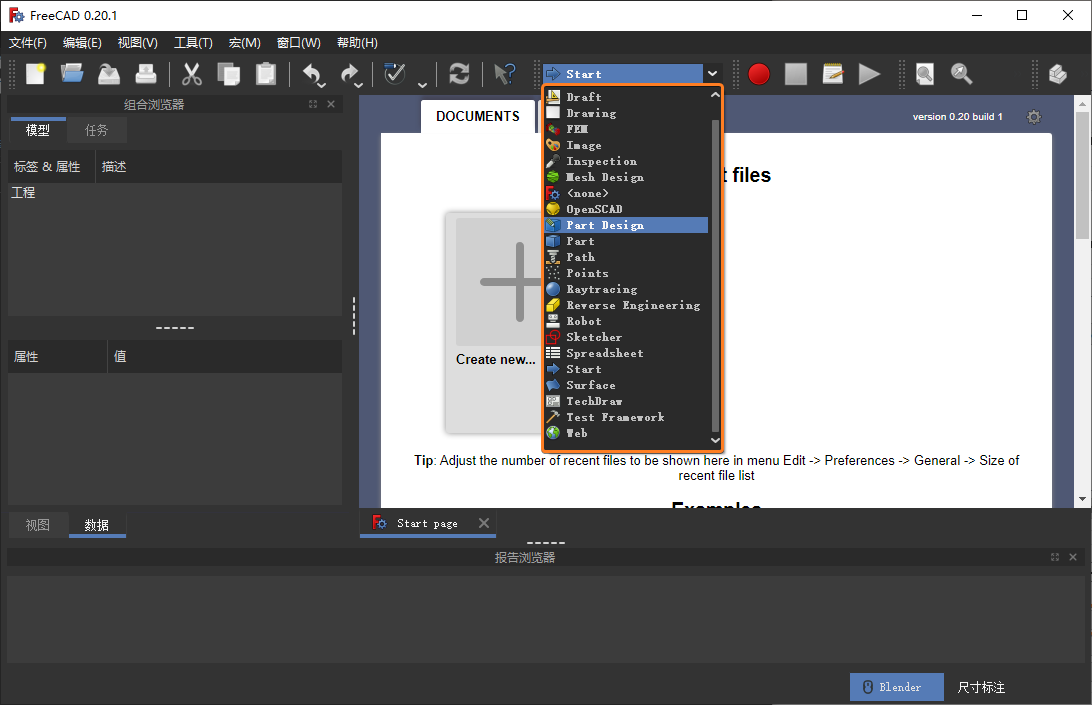 FreeCAD 0.20.1
文件(F) 编辑(E) 视图(V) 工具(T) 宏(M) 窗口(W) 帮助(H)
Start
组合浏览器
模型 任务
标签 & 属性 描述
工程
属性 值
视图 数据
DOCUMENTS
version 0.20 build 1
t files
Create new...
Draft
Drawing
FEM
Image
Inspection
Mesh Design
<none>
OpenSCAD
Part Design
Part
Path
Points
Raytracing
Reverse Engineering
Robot
Sketcher
Spreadsheet
Start
Surface
TechDraw
Test Framework
Web
Tip: Adjust the number of recent files to be shown here in menu Edit -> Preferences -> General -> Size of
recent file list
Examples
Start page
报告浏览器
Blender 尺寸标注